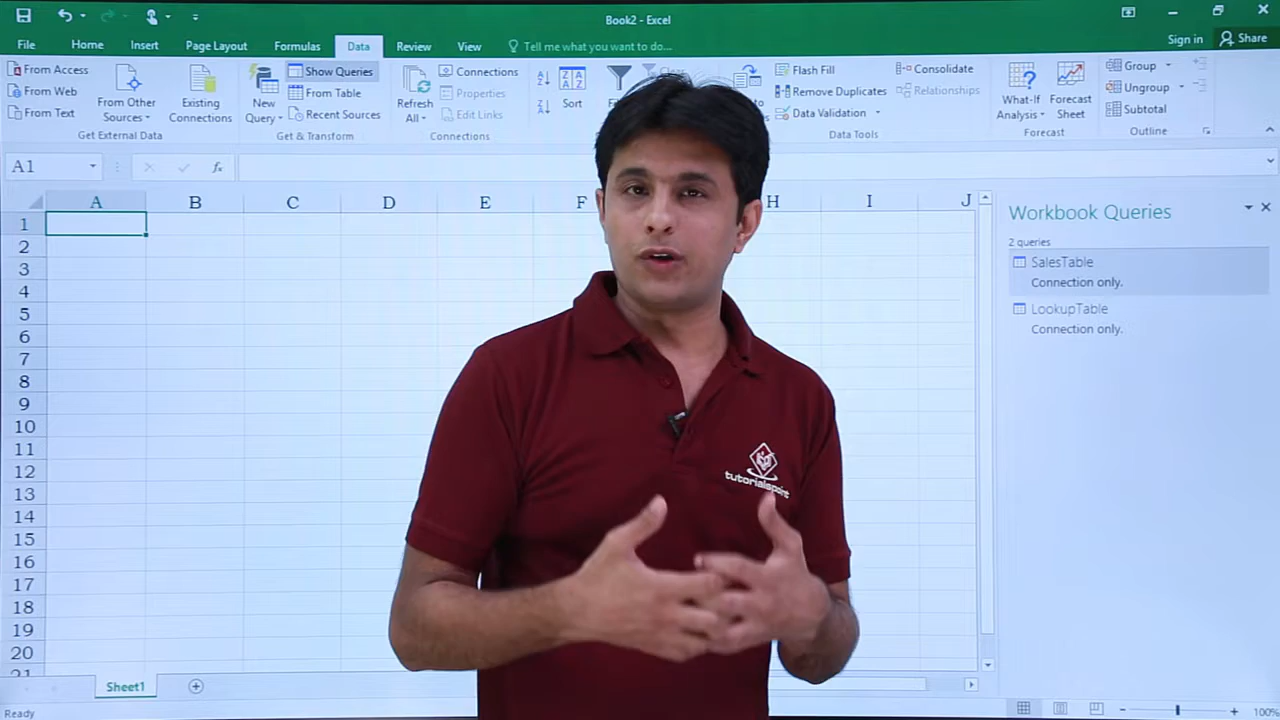 Book2 - Excel
File Home Insert Page Layout Formulas Data Review View Tell me what you want to do... Sign in Share
From Access
From Web
From Text
From Other Sources
Existing Connections
Get External Data
New Query
Show Queries
From Table
Recent Sources
Get & Transform
Refresh All
Connections
Properties
Edit Links
Connections
Sort
Clear
Flash Fill
Remove Duplicates
Data Validation
Consolidate
Relationships
Data Tools
What-If Analysis
Forecast Sheet
Forecast
Group
Ungroup
Subtotal
Outline
A1 fx
A B C D E F H I J
1
2
3
4
5
6
7
8
9
10
11
12
13
14
15
16
17
18
19
20
21
Workbook Queries
2 queries
SalesTable
Connection only.
LookupTable
Connection only.
tutorialspoint
Sheet1
Ready
100%